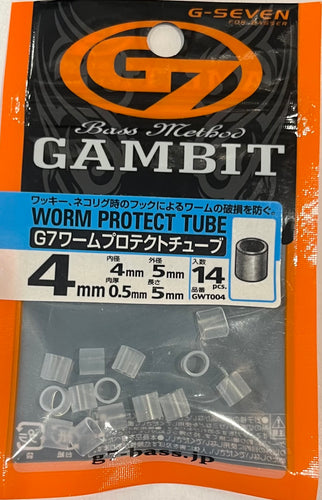 G-SEVEN
FOR BASSER
G7
Bass Method
GAMBIT
ワッキー、ネコリグ時のフックによるワームの破損を防ぐ。
WORM PROTECT TUBE
G7ワームプロテクトチューブ
4mm
内径 4mm 外径 5mm
肉厚 0.5mm 長さ 5mm
入数 14pcs.
品番 GWT004
g7-bass.jp